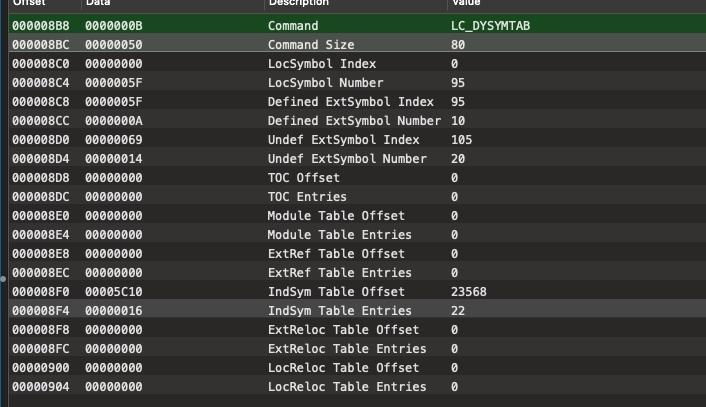 Offset Data Description Value
000008B8 0000000B Command LC_DYSYMTAB
000008BC 00000050 Command Size 80
000008C0 00000000 LocSymbol Index 0
000008C4 0000005F LocSymbol Number 95
000008C8 0000005F Defined ExtSymbol Index 95
000008CC 0000000A Defined ExtSymbol Number 10
000008D0 00000069 Undef ExtSymbol Index 105
000008D4 00000014 Undef ExtSymbol Number 20
000008D8 00000000 TOC Offset 0
000008DC 00000000 TOC Entries 0
000008E0 00000000 Module Table Offset 0
000008E4 00000000 Module Table Entries 0
000008E8 00000000 ExtRef Table Offset 0
000008EC 00000000 ExtRef Table Entries 0
000008F0 00005C10 IndSym Table Offset 23568
000008F4 00000016 IndSym Table Entries 22
000008F8 00000000 ExtReloc Table Offset 0
000008FC 00000000 ExtReloc Table Entries 0
00000900 00000000 LocReloc Table Offset 0
00000904 00000000 LocReloc Table Entries 0